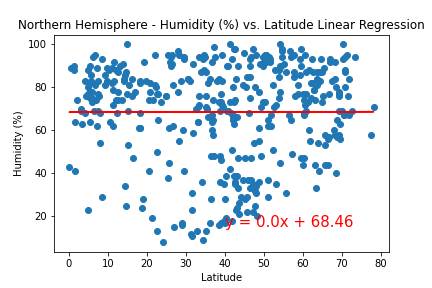 Northern Hemisphere - Humidity (%) vs. Latitude Linear Regression
100
80
60
40
20
Humidity (%)
y = 0.0x + 68.46
0 10 20 30 40 50 60 70 80
Latitude